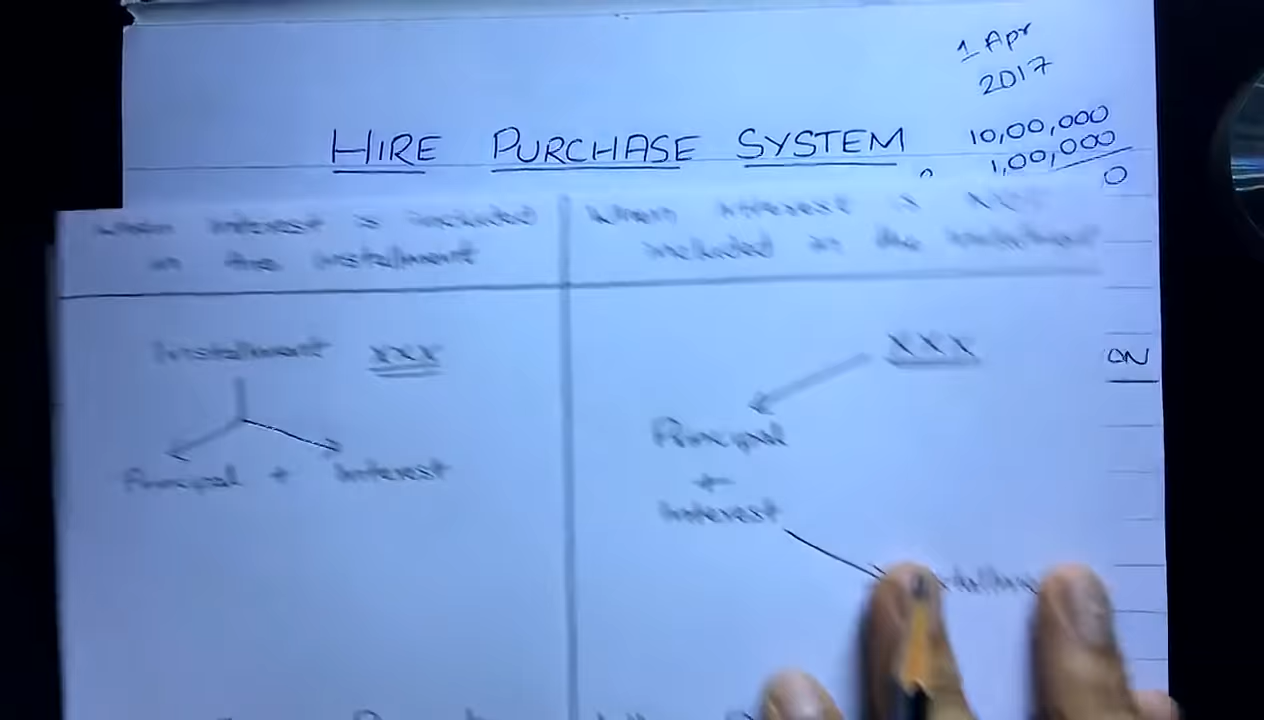 1 Apr
2017
HIRE PURCHASE SYSTEM
10,00,000
1,00,000
0
When interest is included
in the installment
When interest is NOT
included in the installment
Installment XXX
Principal + Interest
XXX
Principal
+
Interest
ON